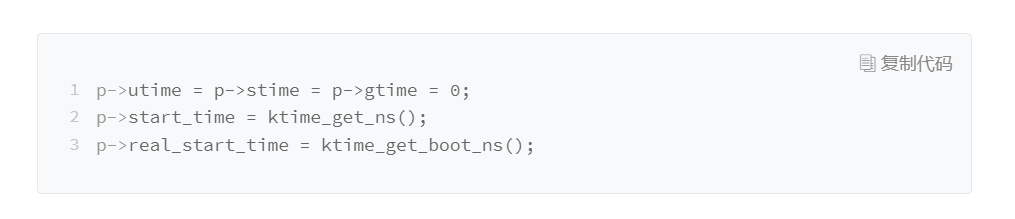 复制代码
1 p->utime = p->stime = p->gtime = 0;
2 p->start_time = ktime_get_ns();
3 p->real_start_time = ktime_get_boot_ns();